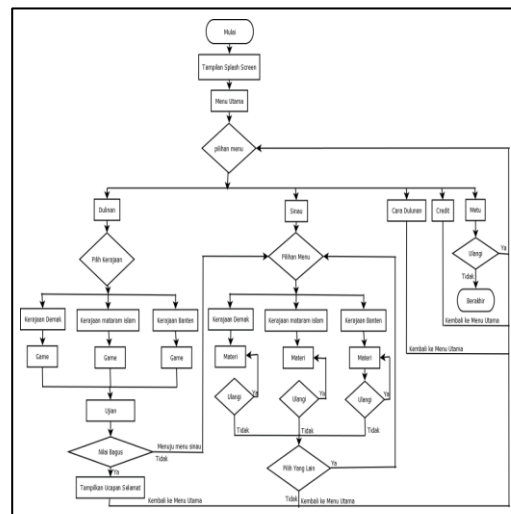 Mulai
Tampilan Splash Screen
Menu Utama
pilihan menu
Dulinan
Sinau
Cara Dulunan
Credit
Metu
Pilih Kerajaan
Pilihan Menu
Ulangi
Ya
Tidak
Berakhir
Kerajaan Demak
Kerajaan mataram islam
Kerajaan Banten
Kerajaan Demak
Kerajaan mataram islam
Kerajaan Banten
Kembali ke Menu Utama
Game
Game
Game
Materi
Materi
Materi
Kembali ke Menu Utama
Ulangi
Ya
Ulangi
Ya
Ulangi
Ya
Ujian
Tidak
Tidak
Tidak
Nilai Bagus
Menuju menu sinau
Tidak
Ya
Pilih Yang Lain
Ya
Tidak
Tampilkan Ucapan Selamat
Kembali ke Menu Utama
Kembali ke Menu Utama